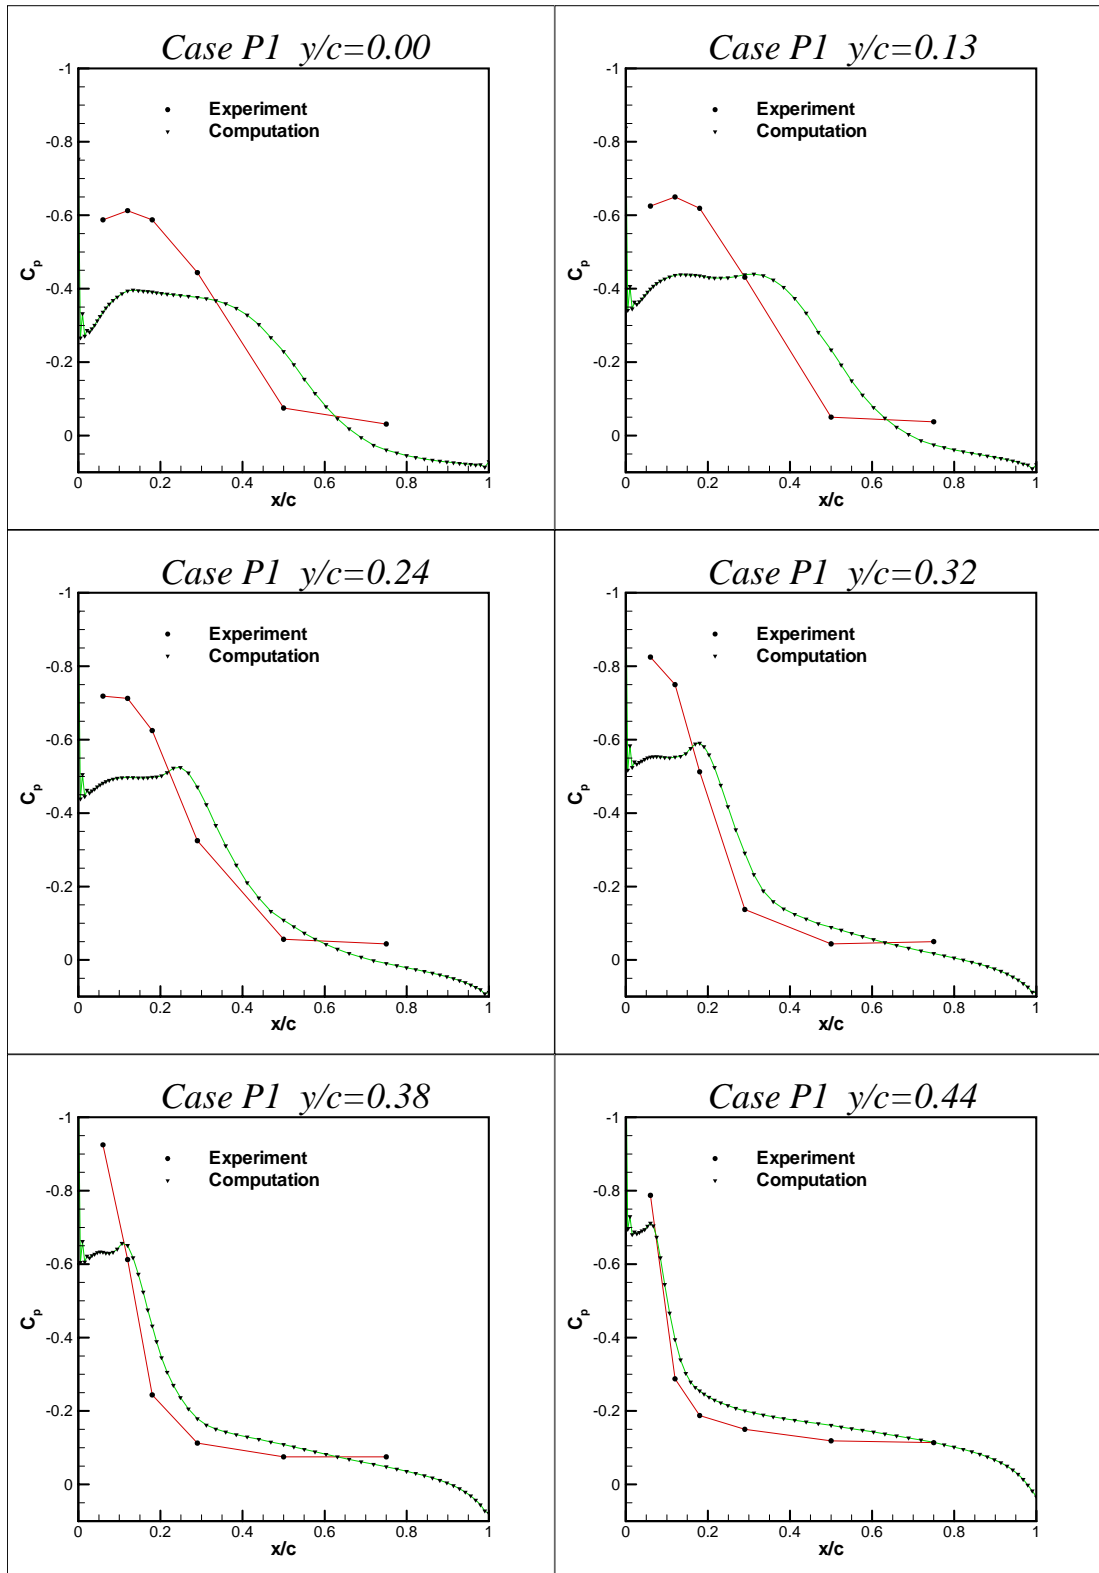 Case P1 y/c=0.00
-1
-0.8
-0.6
-0.4
-0.2
0
Cp
Experiment
Computation
0 0.2 0.4 0.6 0.8 1
x/c
Case P1 y/c=0.13
-1
-0.8
-0.6
-0.4
-0.2
0
Cp
Experiment
Computation
0 0.2 0.4 0.6 0.8 1
x/c
Case P1 y/c=0.24
-1
-0.8
-0.6
-0.4
-0.2
0
Cp
Experiment
Computation
0 0.2 0.4 0.6 0.8 1
x/c
Case P1 y/c=0.32
-1
-0.8
-0.6
-0.4
-0.2
0
Cp
Experiment
Computation
0 0.2 0.4 0.6 0.8 1
x/c
Case P1 y/c=0.38
-1
-0.8
-0.6
-0.4
-0.2
0
Cp
Experiment
Computation
0 0.2 0.4 0.6 0.8 1
x/c
Case P1 y/c=0.44
-1
-0.8
-0.6
-0.4
-0.2
0
Cp
Experiment
Computation
0 0.2 0.4 0.6 0.8 1
x/c